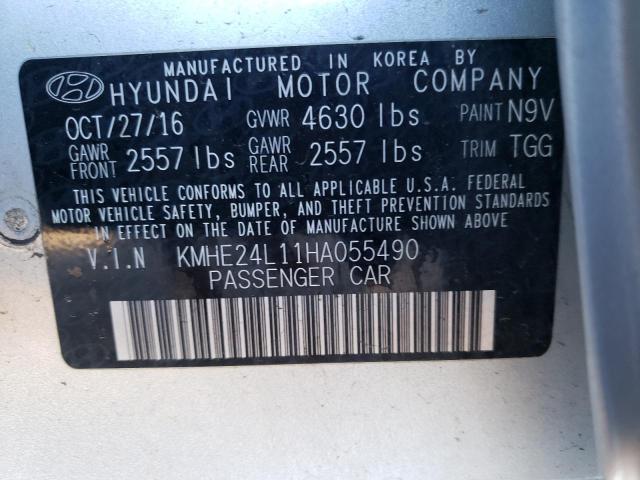 MANUFACTURED IN KOREA BY
HYUNDAI MOTOR COMPANY
OCT/27/16 GVWR 4630 lbs PAINT N9V
GAWR FRONT 2557 lbs GAWR REAR 2557 lbs TRIM TGG
THIS VEHICLE CONFORMS TO ALL APPLICABLE U.S.A. FEDERAL
MOTOR VEHICLE SAFETY, BUMPER, AND THEFT PREVENTION STANDARDS
IN EFFECT ON THE DATE OF MANUFACTURE SHOWN ABOVE
V.I.N KMHE24L11HA055490
PASSENGER CAR